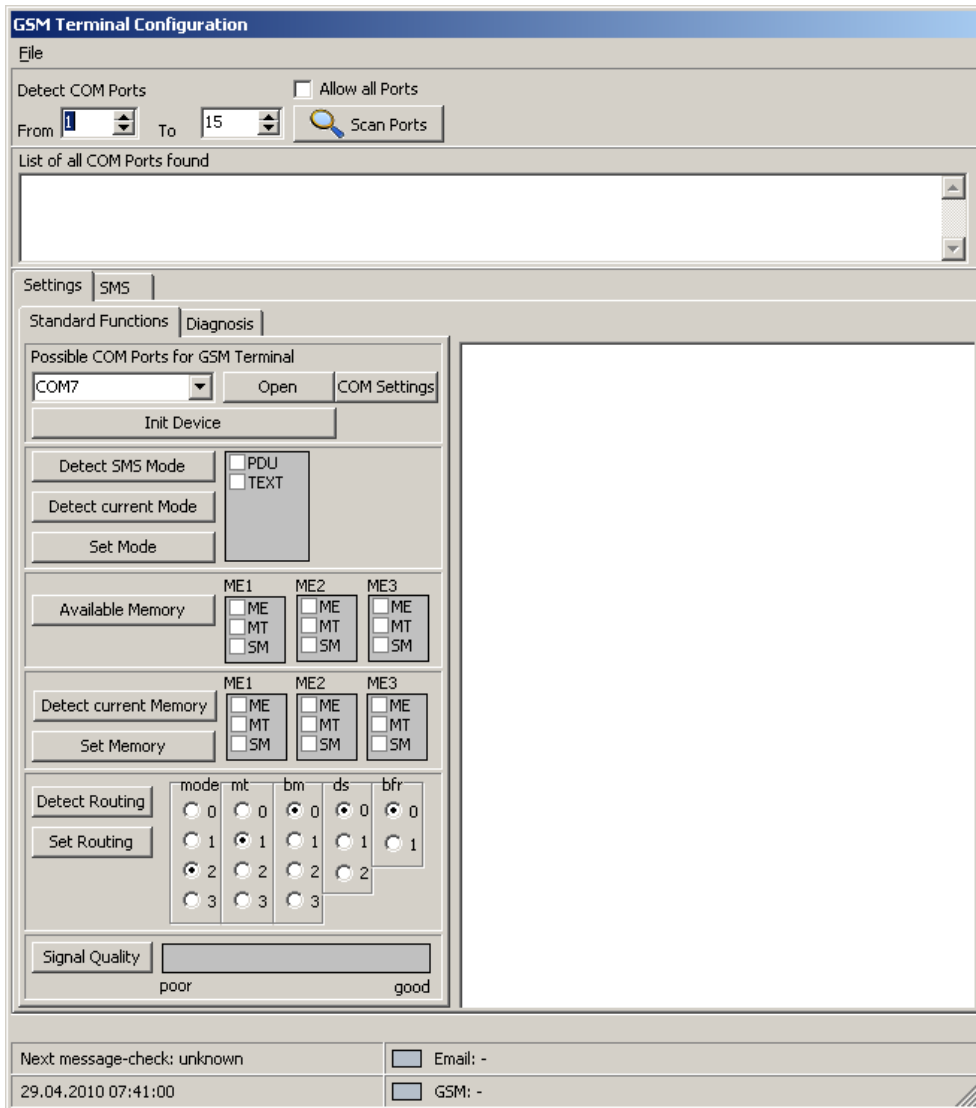 GSM Terminal Configuration
File
Detect COM Ports
Allow all Ports
From 1 To 15 Scan Ports
List of all COM Ports found
Settings SMS
Standard Functions Diagnosis
Possible COM Ports for GSM Terminal
COM7 Open COM Settings
Init Device
Detect SMS Mode PDU
TEXT
Detect current Mode
Set Mode
ME1 ME2 ME3
Available Memory ME ME ME
MT MT MT
SM SM SM
ME1 ME2 ME3
Detect current Memory ME ME ME
MT MT MT
Set Memory SM SM SM
mode mt bm ds bfr
Detect Routing 0 0 0 0 0
Set Routing 1 1 1 1 1
2 2 2 2
3 3 3
Signal Quality
poor good
Next message-check: unknown Email: -
29.04.2010 07:41:00 GSM: -